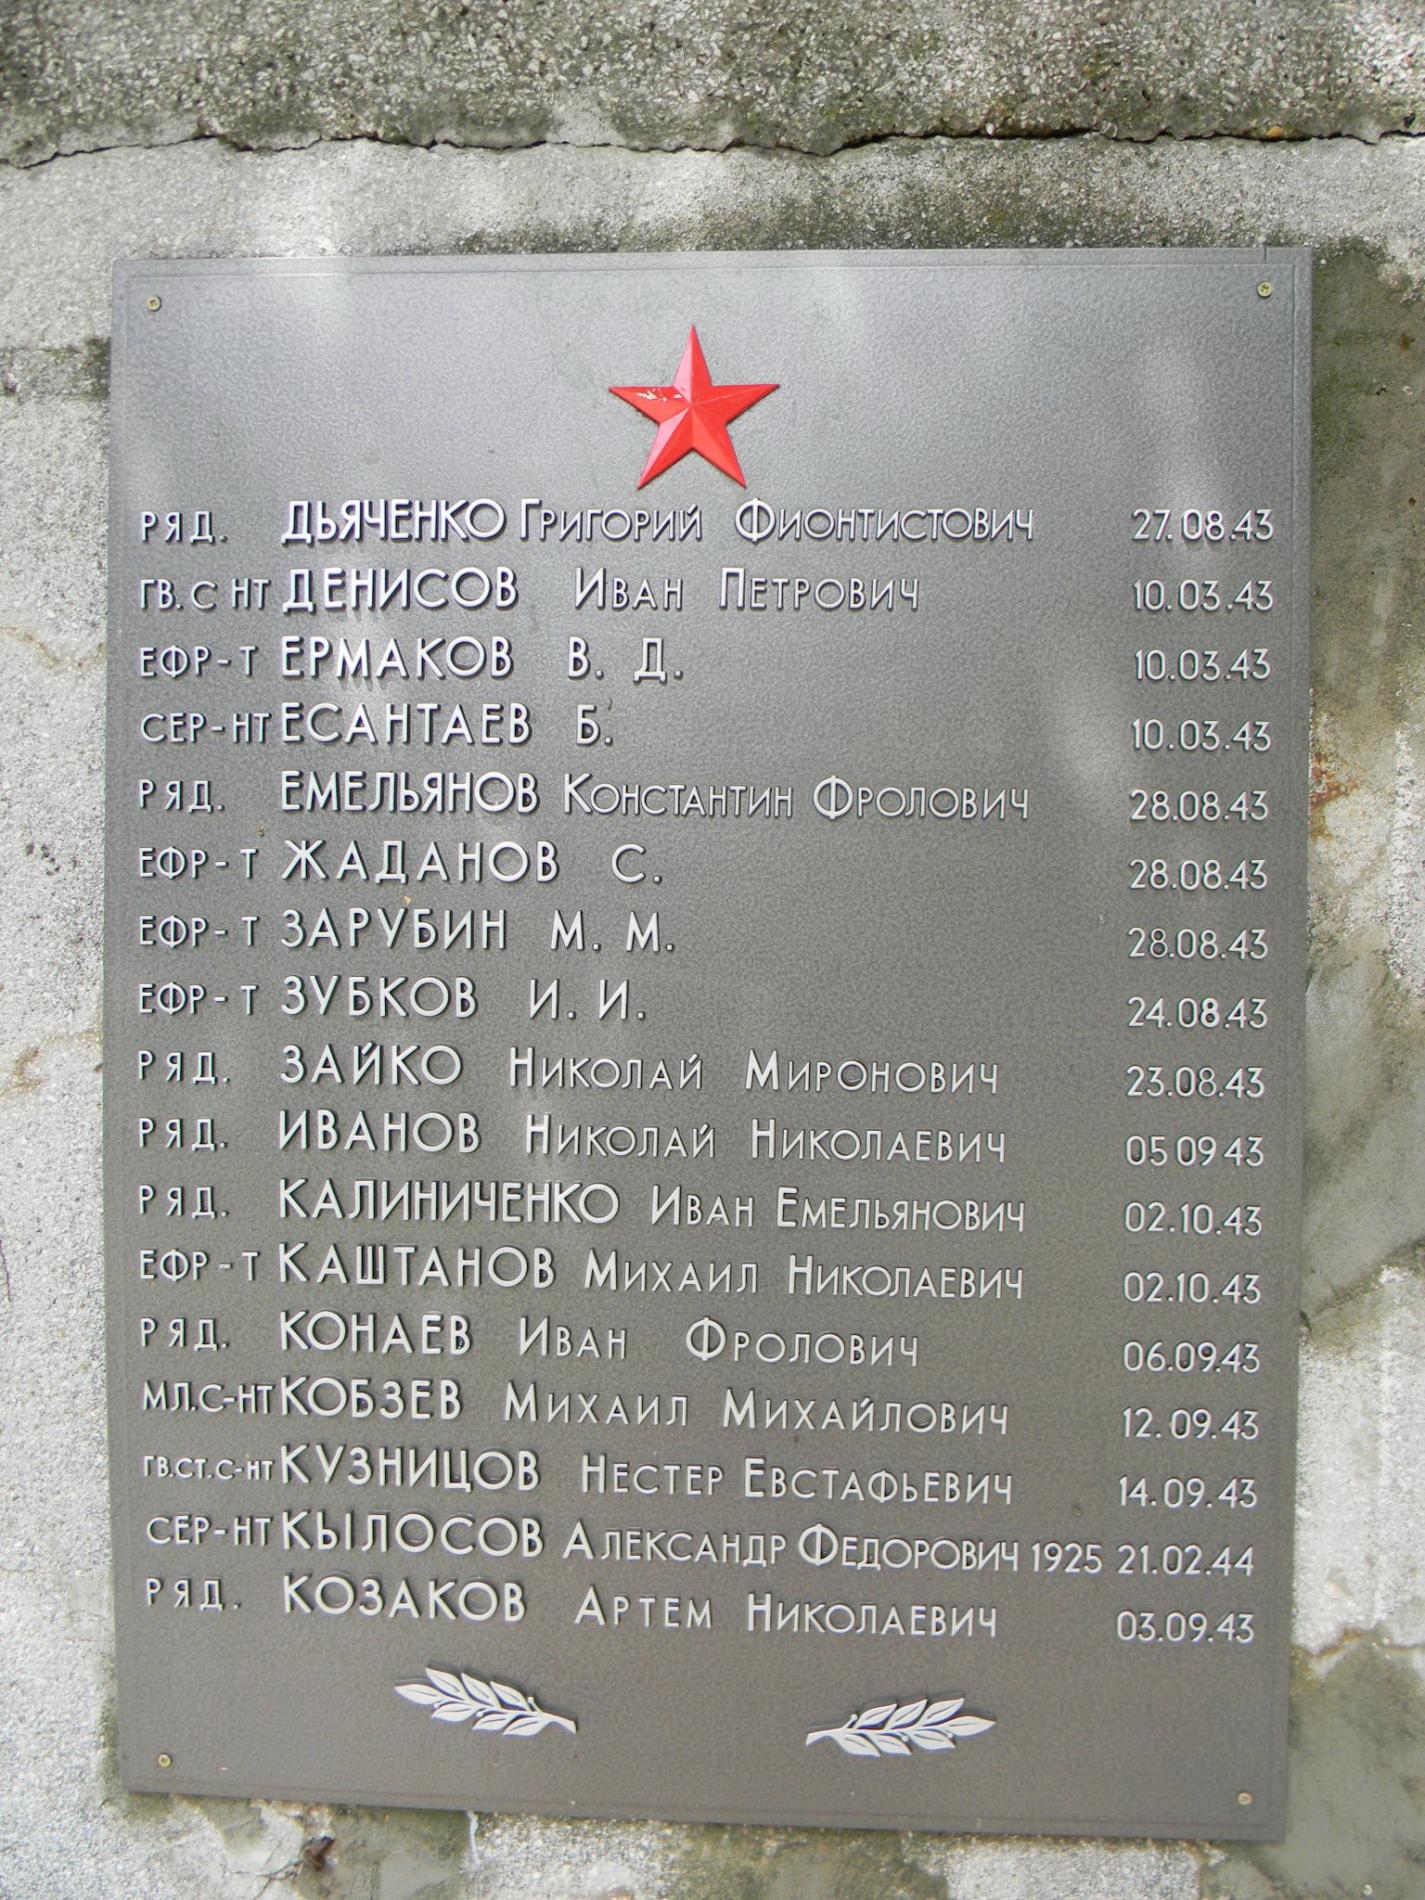 РЯД. ДЬЯЧЕНКО ГРИГОРИЙ ФИОНТИСТОВИЧ 27.08.43
ГВ. С НТ ДЕНИСОВ ИВАН ПЕТРОВИЧ 10.03.43
ЕФР-Т ЕРМАКОВ В. Д. 10.03.43
СЕР-НТ ЕСАНТАЕВ Б. 10.03.43
РЯД. ЕМЕЛЬЯНОВ КОНСТАНТИН ФРОЛОВИЧ 28.08.43
ЕФР-Т ЖАДАНОВ С. 28.08.43
ЕФР-Т ЗАРУБИН М. М. 28.08.43
ЕФР-Т ЗУБКОВ И. И. 24.08.43
РЯД. ЗАЙКО НИКОЛАЙ МИРОНОВИЧ 23.08.43
РЯД. ИВАНОВ НИКОЛАЙ НИКОЛАЕВИЧ 05 09 43
РЯД. КАЛИНИЧЕНКО ИВАН ЕМЕЛЬЯНОВИЧ 02.10.43
ЕФР-Т КАШТАНОВ МИХАИЛ НИКОЛАЕВИЧ 02.10.43
РЯД. КОНАЕВ ИВАН ФРОЛОВИЧ 06.09.43
МЛ.С-НТ КОБЗЕВ МИХАИЛ МИХАЙЛОВИЧ 12.09.43
ГВ.СТ.С-НТ КУЗНИЦОВ НЕСТЕР ЕВСТАФЬЕВИЧ 14.09.43
СЕР-НТ КЫЛОСОВ АЛЕКСАНДР ФЕДОРОВИЧ 1925 21.02.44
РЯД. КОЗАКОВ АРТЕМ НИКОЛАЕВИЧ 03.09.43